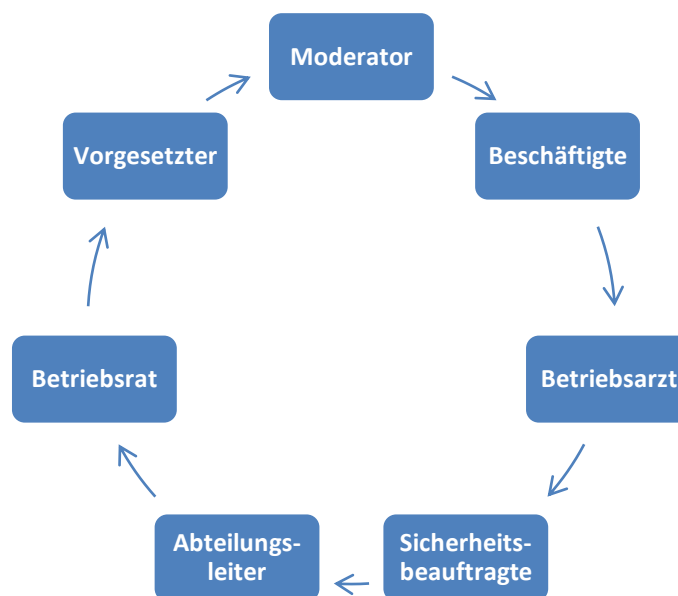 Moderator
Beschäftigte
Betriebsarzt
Sicherheits-
beauftragte
Abteilungs-
leiter
Betriebsrat
Vorgesetzter